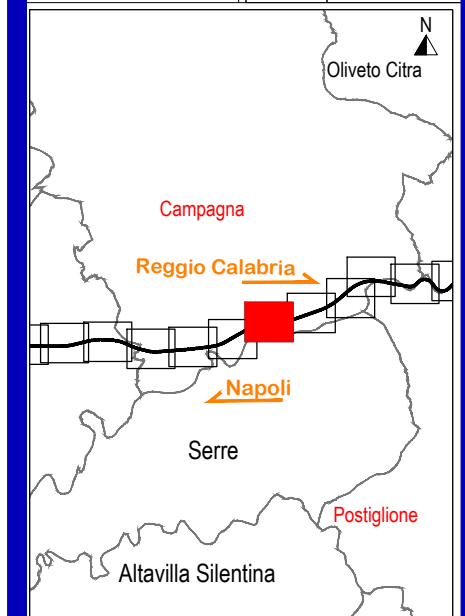 N
Oliveto Citra
Campagna
Reggio Calabria
Napoli
Serre
Postiglione
Altavilla Silentina